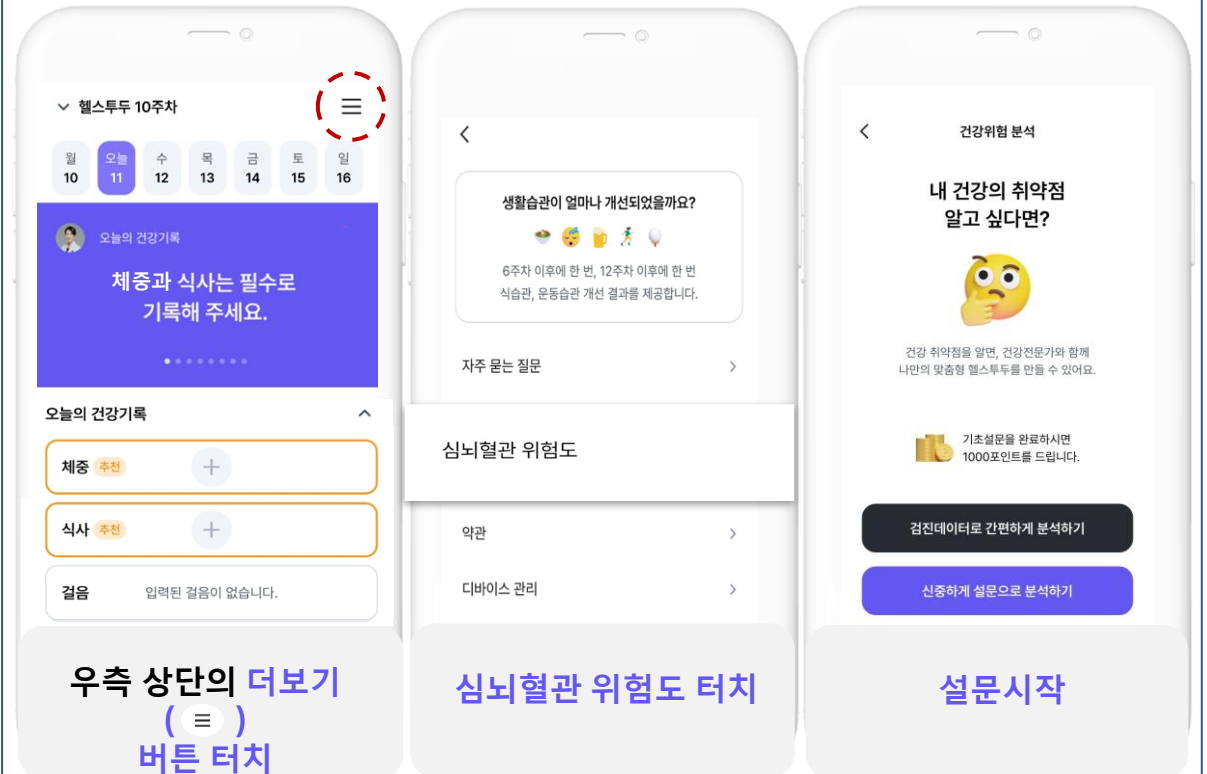 헬스투두 10주차
월 오늘 수 목 금 토 일
10 11 12 13 14 15 16
오늘의 건강기록
체중과 식사는 필수로
기록해 주세요.
오늘의 건강기록
체중 추천
식사 추천
걸음 입력된 걸음이 없습니다.
우측 상단의 더보기
( ≡ )
버튼 터치
생활습관이 얼마나 개선되었을까요?
6주차 이후에 한 번, 12주차 이후에 한 번
식습관, 운동습관 개선 결과를 제공합니다.
자주 묻는 질문
심뇌혈관 위험도
약관
디바이스 관리
심뇌혈관 위험도 터치
건강위험 분석
내 건강의 취약점
알고 싶다면?
건강 취약점을 알면, 건강전문가와 함께
나만의 맞춤형 헬스투두를 만들 수 있어요.
기초설문을 완료하시면
1000포인트를 드립니다.
검진데이터로 간편하게 분석하기
신중하게 설문으로 분석하기
설문시작